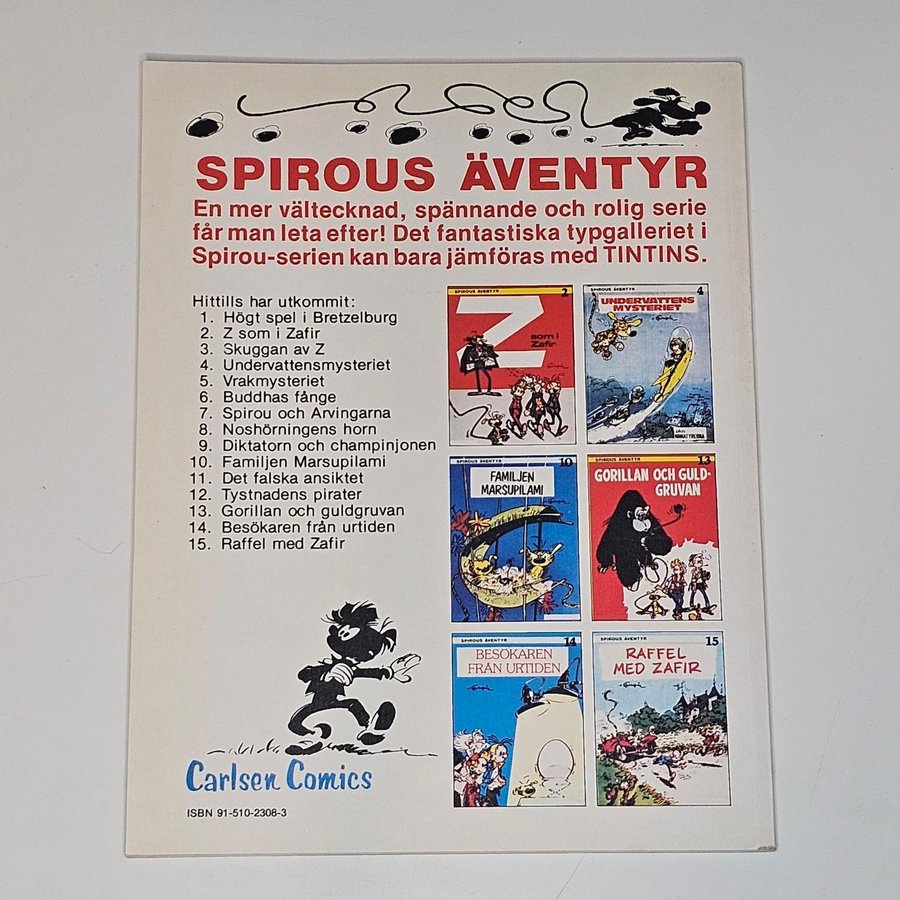 SPIROUS ÄVENTYR
En mer vältecknad, spännande och rolig serie
får man leta efter! Det fantastiska typgalleriet i
Spirou-serien kan bara jämföras med TINTINS.
Hittills har utkommit:
1. Högt spel i Bretzelburg
2. Z som i Zafir
3. Skuggan av Z
4. Undervattensmysteriet
5. Vrakmysteriet
6. Buddhas fånge
7. Spirou och Arvingarna
8. Noshörningens horn
9. Diktatorn och champinjonen
10. Familjen Marsupilami
11. Det falska ansiktet
12. Tystnadens pirater
13. Gorillan och guldgruvan
14. Besökaren från urtiden
15. Raffel med Zafir
SPIROUS ÄVENTYR 2
Z
som i
Zafir
SPIROUS ÄVENTYR 4
UNDERVATTENS
MYSTERIET
SPIROUS ÄVENTYR 10
FAMILJEN
MARSUPILAMI
SPIROUS ÄVENTYR 13
GORILLAN OCH GULD-
GRUVAN
SPIROUS ÄVENTYR 14
BESÖKAREN
FRÅN URTIDEN
SPIROUS ÄVENTYR 15
RAFFEL
MED ZAFIR
Carlsen Comics
ISBN 91-510-2308-3